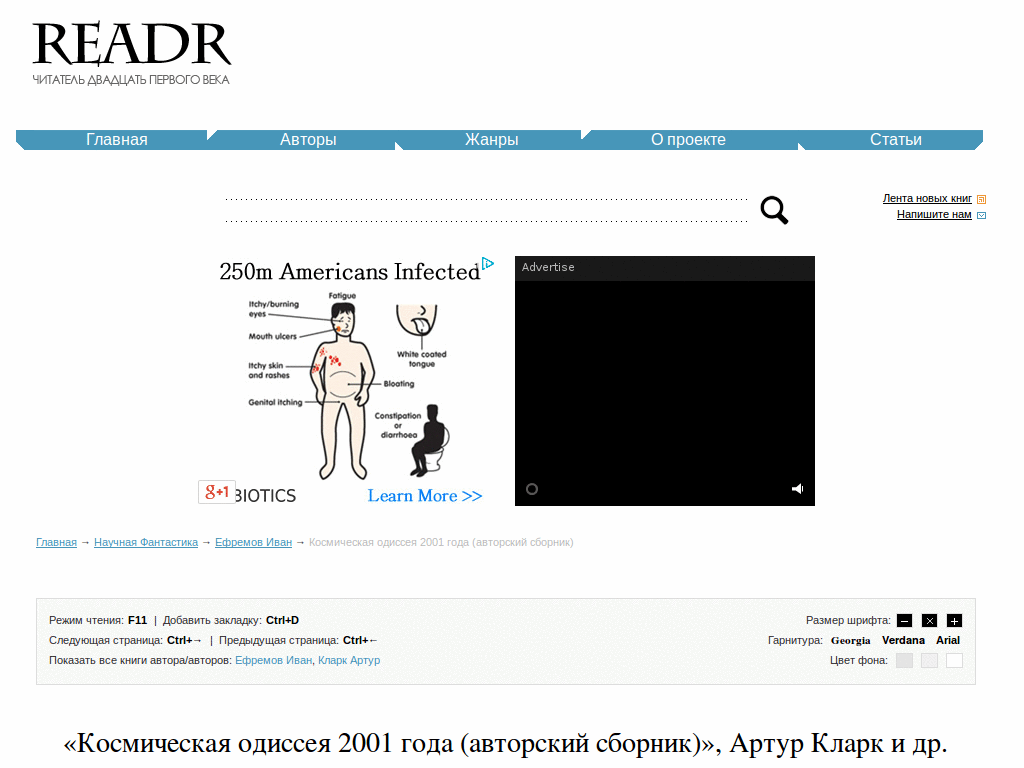 READR
ЧИТАТЕЛЬ ДВАДЦАТЬ ПЕРВОГО ВЕКА
Главная Авторы Жанры О проекте Статьи
Лента новых книг
Напишите нам
250m Americans Infected
Fatigue
Itchy/burning
eyes
Mouth ulcers
White coated
tongue
Itchy skin
and rashes
Bloating
Genital itching
Constipation
or
diarrhoea
g+1 BIOTICS
Learn More >>
Advertise
Главная → Научная Фантастика → Ефремов Иван → Космическая одиссея 2001 года (авторский сборник)
Режим чтения: F11 | Добавить закладку: Ctrl+D
Следующая страница: Ctrl+→ | Предыдущая страница: Ctrl+←
Показать все книги автора/авторов: Ефремов Иван, Кларк Артур
Размер шрифта:
Гарнитура: Georgia Verdana Arial
Цвет фона:
«Космическая одиссея 2001 года (авторский сборник)», Артур Кларк и др.